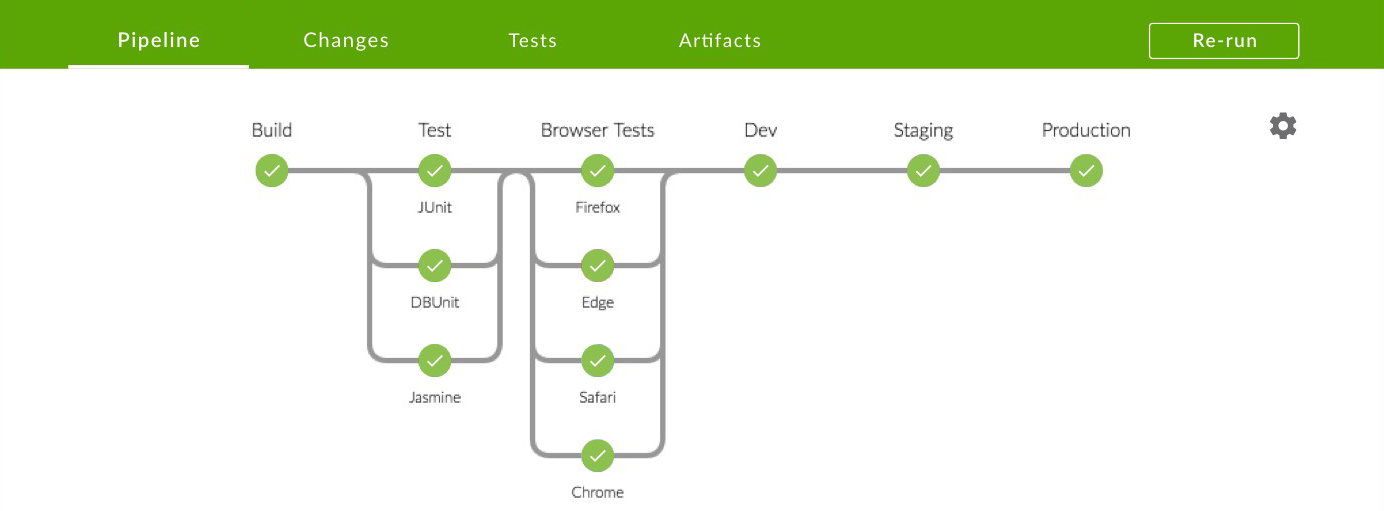 Pipeline Changes Tests Artifacts Re-run
Build Test Browser Tests Dev Staging Production
JUnit Firefox
DBUnit Edge
Jasmine Safari
Chrome